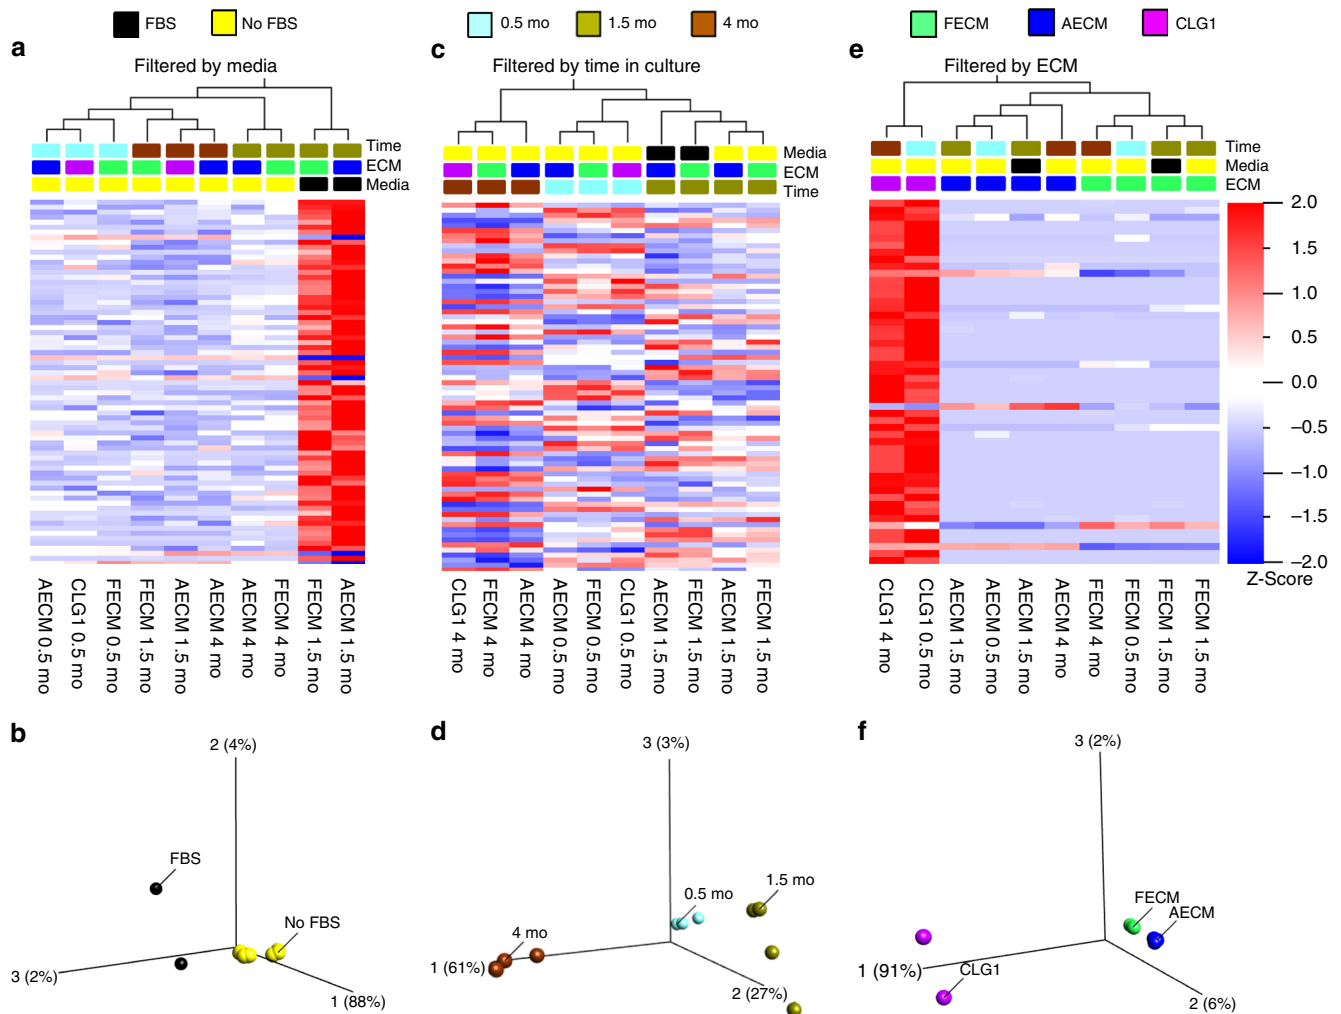 FBS No FBS 0.5 mo 1.5 mo 4 mo FECM AECM CLG1
a c e
Filtered by media
Filtered by time in culture
Filtered by ECM
Time
ECM
Media
Media
ECM
Time
Time
Media
ECM
2.0
1.5
1.0
0.5
0.0
–0.5
–1.0
–1.5
–2.0
Z-Score
AECM 0.5 mo
CLG1 0.5 mo
FECM 0.5 mo
FECM 1.5 mo
AECM 1.5 mo
AECM 4 mo
AECM 4 mo
FECM 4 mo
FECM 1.5 mo
AECM 1.5 mo
CLG1 4 mo
FECM 4 mo
AECM 4 mo
AECM 0.5 mo
FECM 0.5 mo
CLG1 0.5 mo
AECM 1.5 mo
FECM 1.5 mo
AECM 1.5 mo
FECM 1.5 mo
CLG1 4 mo
CLG1 0.5 mo
AECM 1.5 mo
AECM 0.5 mo
AECM 1.5 mo
AECM 4 mo
FECM 4 mo
FECM 0.5 mo
FECM 1.5 mo
FECM 1.5 mo
b
2 (4%)
FBS
No FBS
3 (2%)
1 (88%)
d
3 (3%)
0.5 mo
1.5 mo
4 mo
1 (61%)
2 (27%)
f
3 (2%)
FECM
AECM
CLG1
1 (91%)
2 (6%)